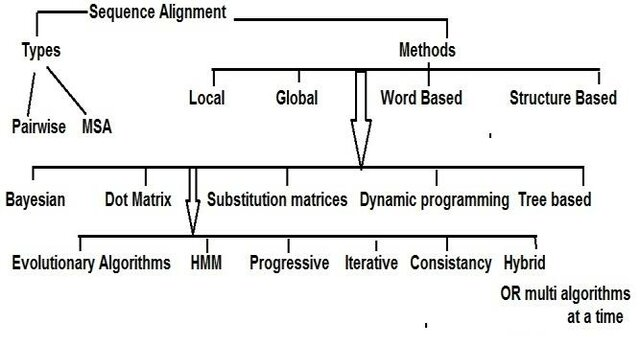 Sequence Alignment
Types
Methods
Local Global Word Based Structure Based
Pairwise MSA
Bayesian Dot Matrix Substitution matrices Dynamic programming Tree based
Evolutionary Algorithms HMM Progressive Iterative Consistancy Hybrid
OR multi algorithms
at a time